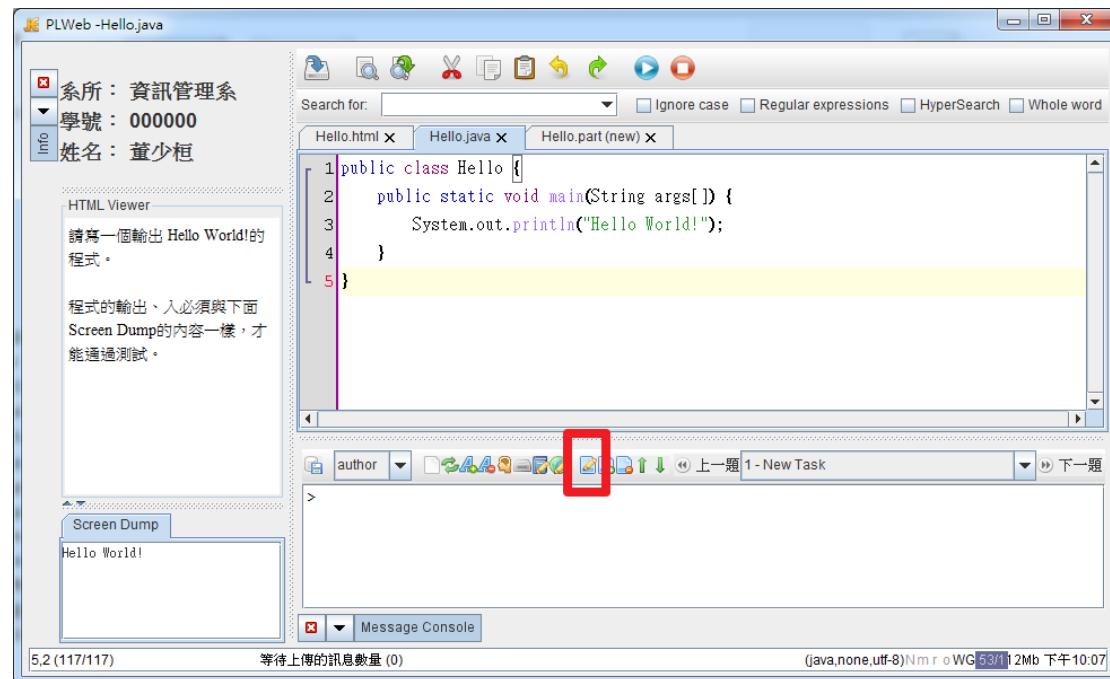 PLWeb -Hello.java
系所： 資訊管理系
學號： 000000
姓名： 董少桓
Info
HTML Viewer
請寫一個輸出 Hello World!的
程式。
程式的輸出、入必須與下面
Screen Dump的內容一樣，才
能通過測試。
Screen Dump
Hello World!
Search for:
Ignore case
Regular expressions
HyperSearch
Whole word
Hello.html
Hello.java
Hello.part (new)
1 public class Hello {
2 public static void main(String args[]) {
3 System.out.println("Hello World!");
4 }
5 }
author
上一題
1 - New Task
下一題
>
Message Console
5,2 (117/117)
等待上傳的訊息數量 (0)
(java,none,utf-8)N m r o WG 53/112Mb 下午10:07